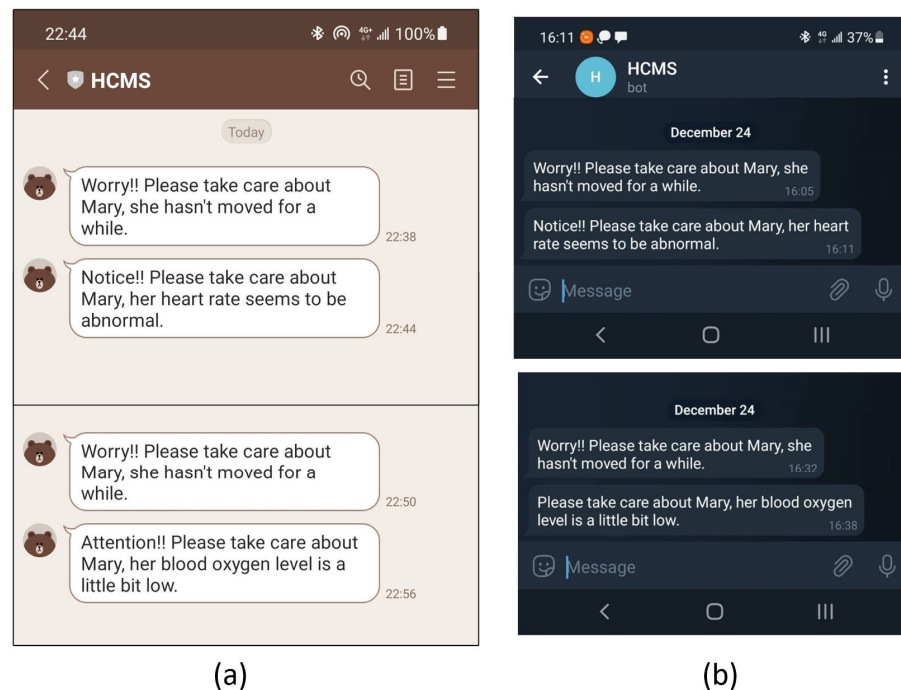 22:44
4G+ 100%
HCMS
Today
Worry!! Please take care about
Mary, she hasn't moved for a
while.
22:38
Notice!! Please take care about
Mary, her heart rate seems to be
abnormal.
22:44
Worry!! Please take care about
Mary, she hasn't moved for a
while.
22:50
Attention!! Please take care about
Mary, her blood oxygen level is a
little bit low.
22:56
(a)
16:11
4G 37%
H
HCMS
bot
December 24
Worry!! Please take care about Mary, she
hasn't moved for a while.
16:05
Notice!! Please take care about Mary, her heart
rate seems to be abnormal.
16:11
Message
December 24
Worry!! Please take care about Mary, she
hasn't moved for a while.
16:32
Please take care about Mary, her blood oxygen
level is a little bit low.
16:38
Message
(b)